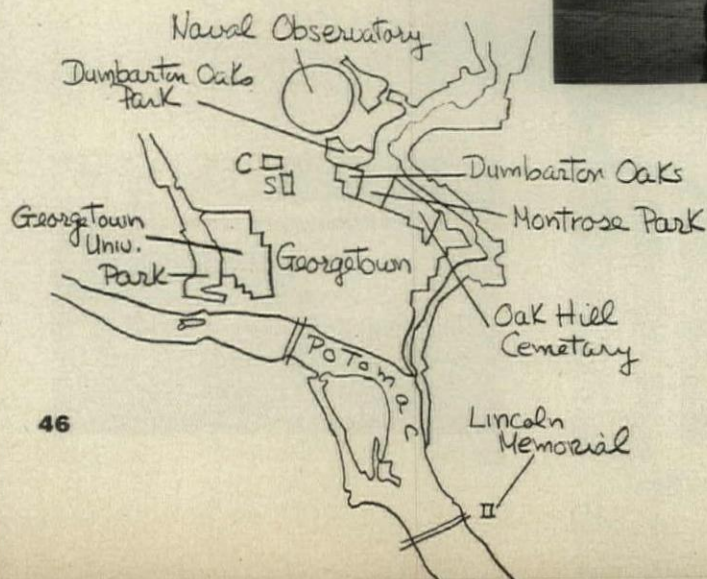 Naval Observatory
Dumbarton Oaks
Park
C
S
Dumbarton Oaks
Montrose Park
Georgetown
Univ.
Park
Georgetown
Oak Hill
Cemetary
Potomac
46
Lincoln
Memorial